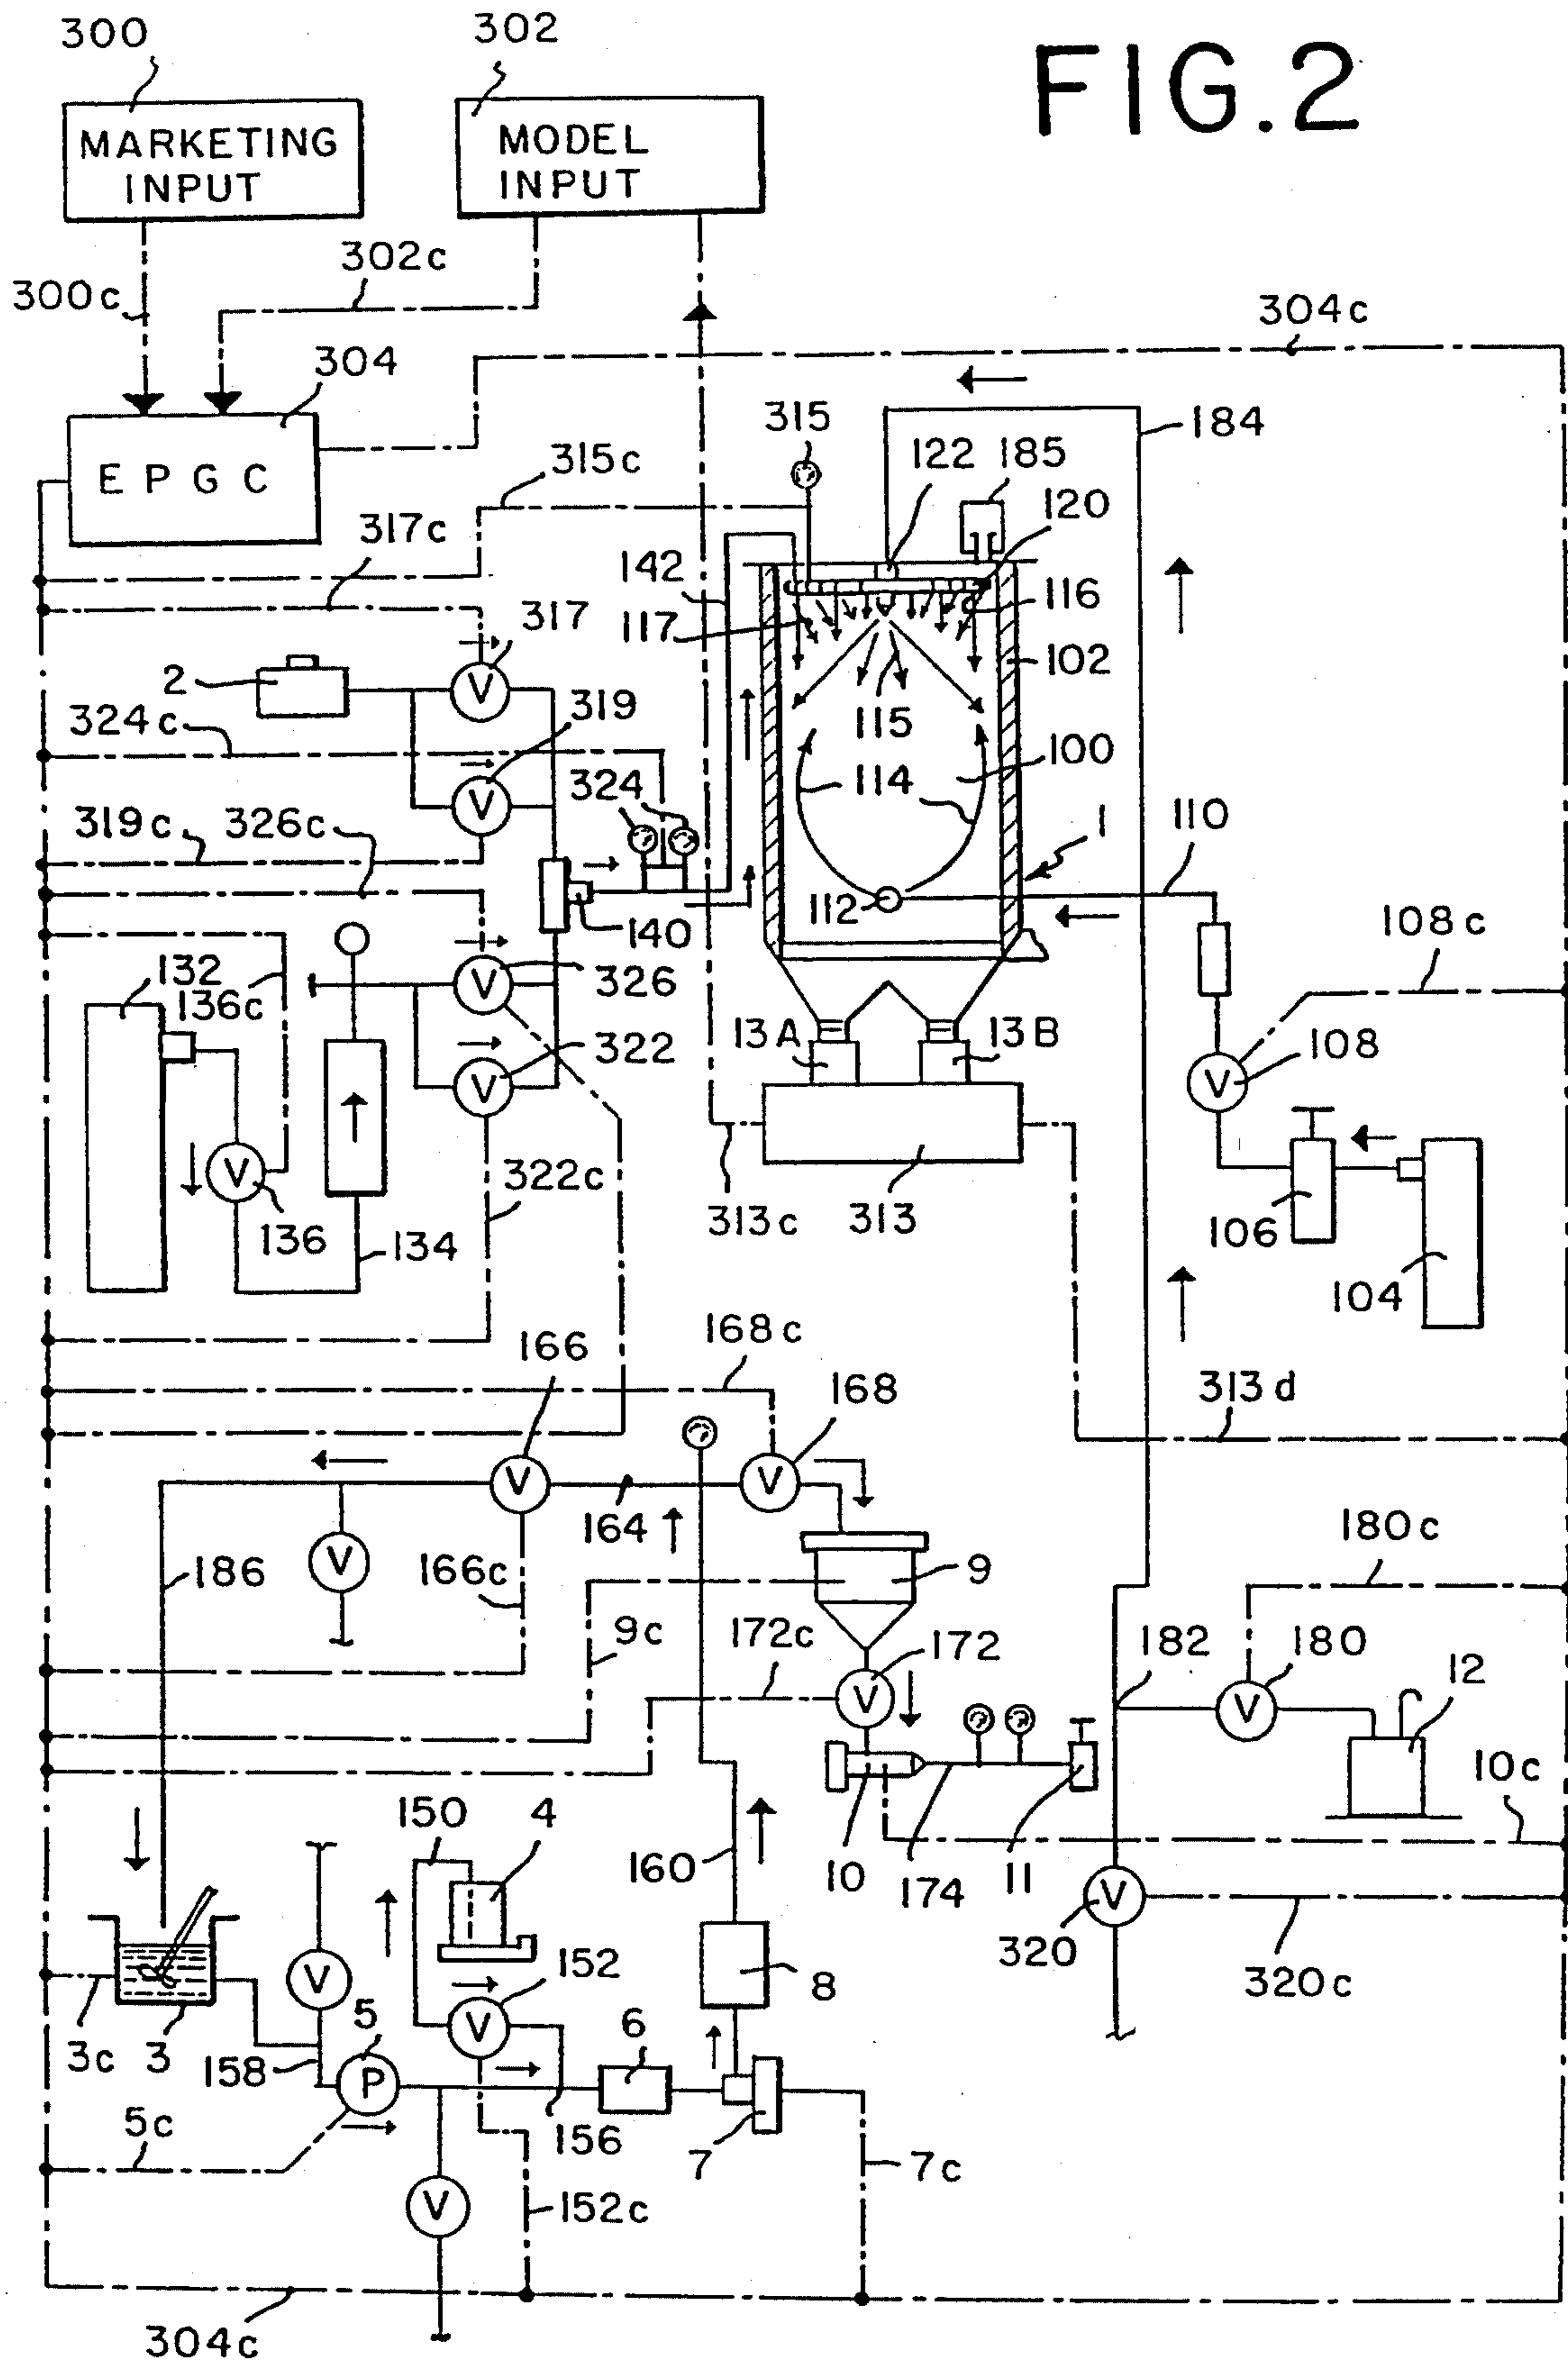 FIG.2
300
302
MARKETING
INPUT
MODEL
INPUT
302c
300c
304c
304
315
184
E P G C
315c
122
185
120
317c
142
116
317
117
102
2
319
324c
115
100
324
114
319c
326c
110
1
112
140
108c
132
136c
326
13A
13B
108
322
V
V
V
V
V
V
322c
136
134
313c
313
106
104
168c
166
168
313d
V
V
164
180c
186
V
166c
9
9c
172c
172
182
180
12
V
V
10c
150
4
160
10
174
11
V
320
320c
152
8
V
5
V
6
3c
3
158
P
5c
156
7
7c
V
152c
304c